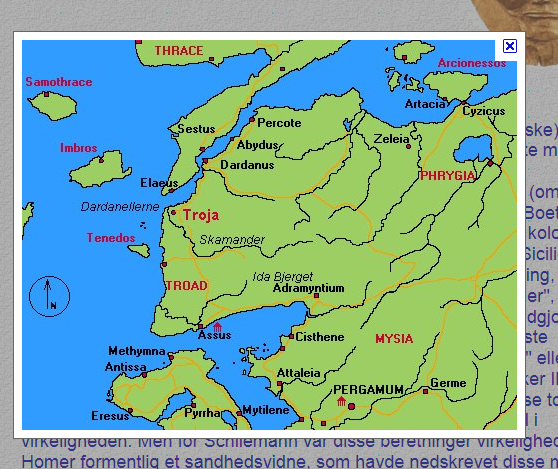 THRACE
Samothrace
Arcionessos
Artacia
Cyzicus
Percote
Sestus
Zeleia
Abydus
Imbros
Dardanus
PHRYGIA
Elaeus
Dardanellerne
Troja
Tenedos
Skamander
Ida Bjerget
TROAD
Adramyntium
N
Assus
Cisthene
MYSIA
Methymna
Antissa
Attaleia
PERGAMUM
Germe
Eresus
Pyrrha
Mytilene
virkeligheden. Men for Schliemann var disse beretninger virkelighed
Homer formentlig et sandhedsvidne, som havde nedskrevet disse